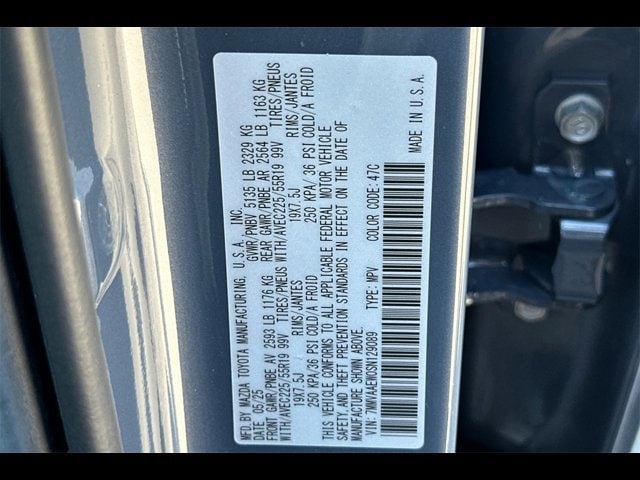 MFD.BY MAZDA TOYOTA MANUFACTURING, U.S.A., INC.
05/25 GVWR/PNBV 5135 LB 2329 KG
FRONT GAWR/PNBE AV 2593 LB 1176 KG REAR GAWR/PNBE AR 2564 LB 1163 KG
WITH/AVEC225/55R19 99V TIRES/PNEUS WITH/AVEC225/55R19 99V TIRES/PNEUS
19X7.5J RIMS/JANTES 19X7.5J RIMS/JANTES
250 KPA/ 36 PSI COLD/A FROID 250 KPA/ 36 PSI COLD/A FROID
THIS VEHICLE CONFORMS TO ALL APPLICABLE FEDERAL MOTOR VEHICLE
SAFETY, AND THEFT PREVENTION STANDARDS IN EFFECT ON THE DATE OF
MANUFACTURE SHOWN ABOVE.
VIN: TYPE: MPV COLOR CODE: 47C
MADE IN U.S.A.